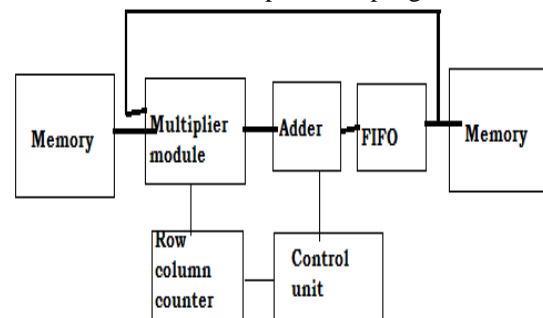 Memory
Multiplier
module
Adder
FIFO
Memory
Row
column
counter
Control
unit